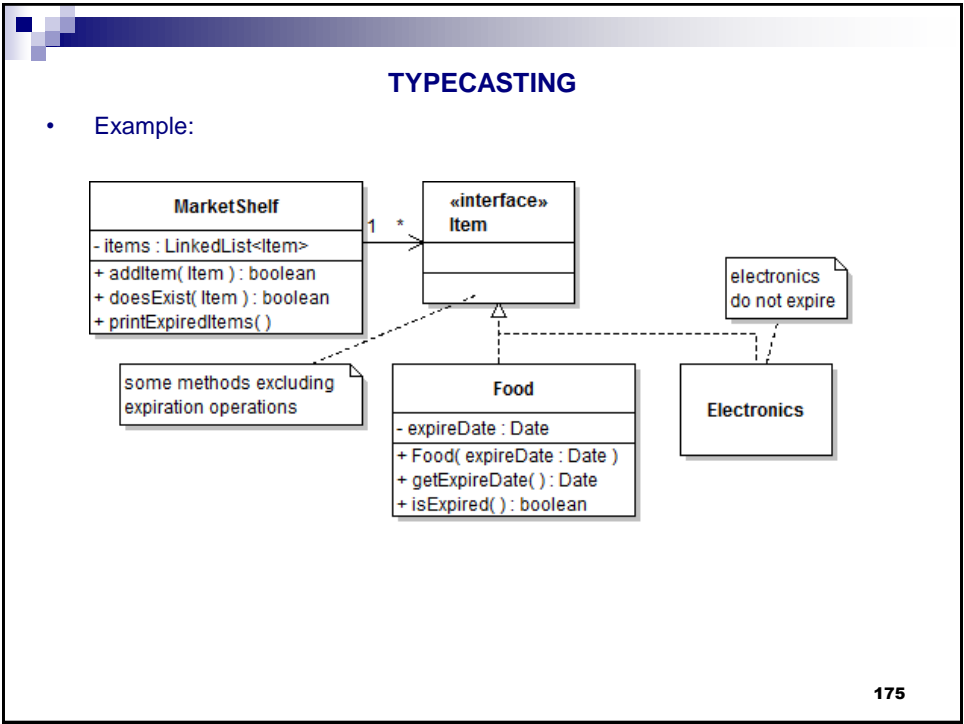 TYPECASTING
• Example:
MarketShelf
- items : LinkedList<Item>
+ addItem( Item ) : boolean
+ doesExist( Item ) : boolean
+ printExpiredItems( )
1 *
«interface»
Item
electronics
do not expire
some methods excluding
expiration operations
Food
- expireDate : Date
+ Food( expireDate : Date )
+ getExpireDate( ) : Date
+ isExpired( ) : boolean
Electronics
175